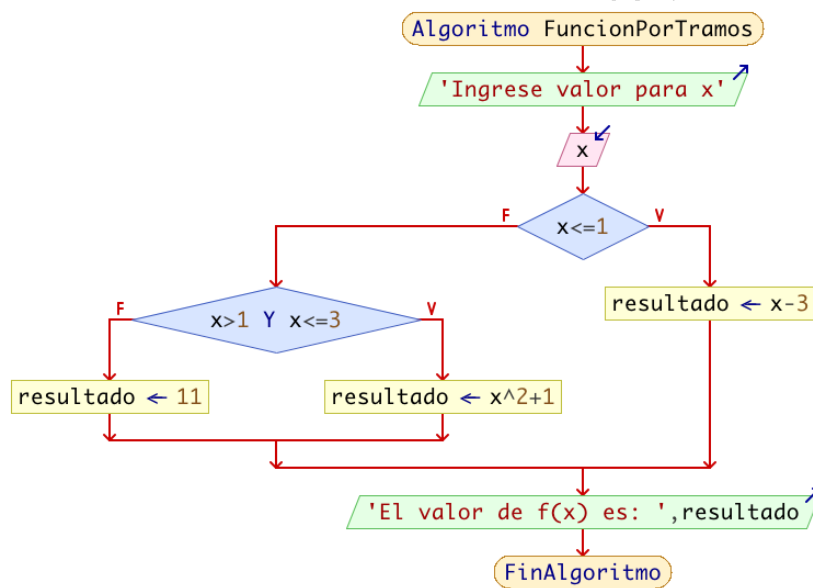 Algoritmo FuncionPorTramos
'Ingrese valor para x'
x
F
V
x<=1
resultado ← x-3
F
V
x>1 Y x<=3
resultado ← 11
resultado ← x^2+1
'El valor de f(x) es: ',resultado
FinAlgoritmo